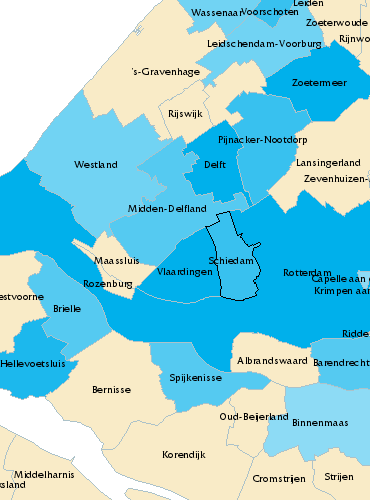 Leiden
Wassenaar
Voorschoten
Zoeterwoude
Rijnwo
Leidschendam-Voorburg
's-Gravenhage
Zoetermeer
Rijswijk
Pijnacker-Nootdorp
Westland
Delft
Lansingerland
Zevenhuizen-
Midden-Delfland
Maassluis
Schiedam
Vlaardingen
Rotterdam
Rozenburg
Capelle aan
Krimpen aan
estvoorne
Brielle
Ridde
Albrandswaard
Hellevoetsluis
Barendrecht
Spijkenisse
Bernisse
Oud-Beijerland
Binnenmaas
Korendijk
Middelharnis
Cromstrijen
Strijen
rsland